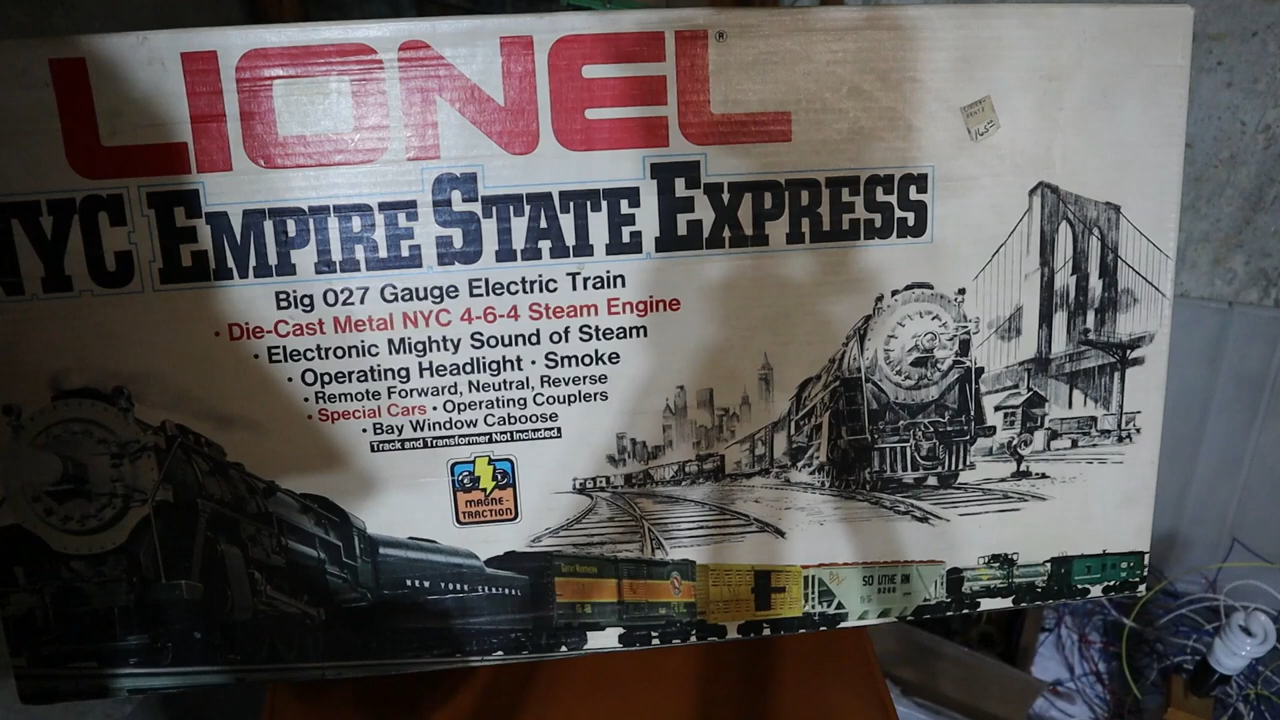 LIONEL®
NYC EMPIRE STATE EXPRESS
Big 027 Gauge Electric Train
· Die-Cast Metal NYC 4-6-4 Steam Engine
· Electronic Mighty Sound of Steam
· Operating Headlight · Smoke
· Remote Forward, Neutral, Reverse
· Special Cars · Operating Couplers
· Bay Window Caboose
Track and Transformer Not Included.
MAGNE-
TRACTION
NEW YORK CENTRAL
Great Northern
SOUTHERN